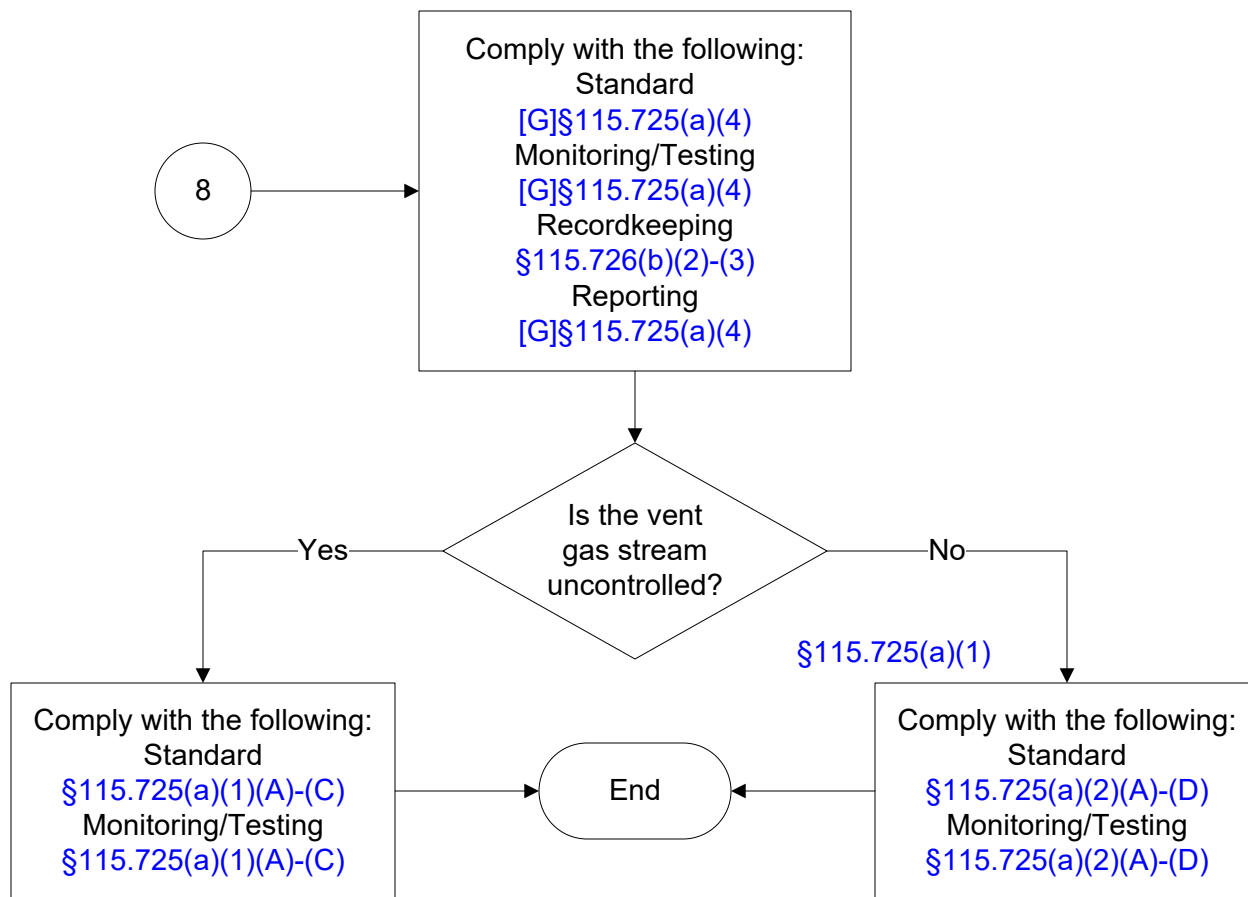 Comply with the following:
Standard
[G]§115.725(a)(4)
Monitoring/Testing
[G]§115.725(a)(4)
Recordkeeping
§115.726(b)(2)-(3)
Reporting
[G]§115.725(a)(4)
8
Is the vent
gas stream
uncontrolled?
Yes
No
§115.725(a)(1)
Comply with the following:
Standard
§115.725(a)(1)(A)-(C)
Monitoring/Testing
§115.725(a)(1)(A)-(C)
End
Comply with the following:
Standard
§115.725(a)(2)(A)-(D)
Monitoring/Testing
§115.725(a)(2)(A)-(D)